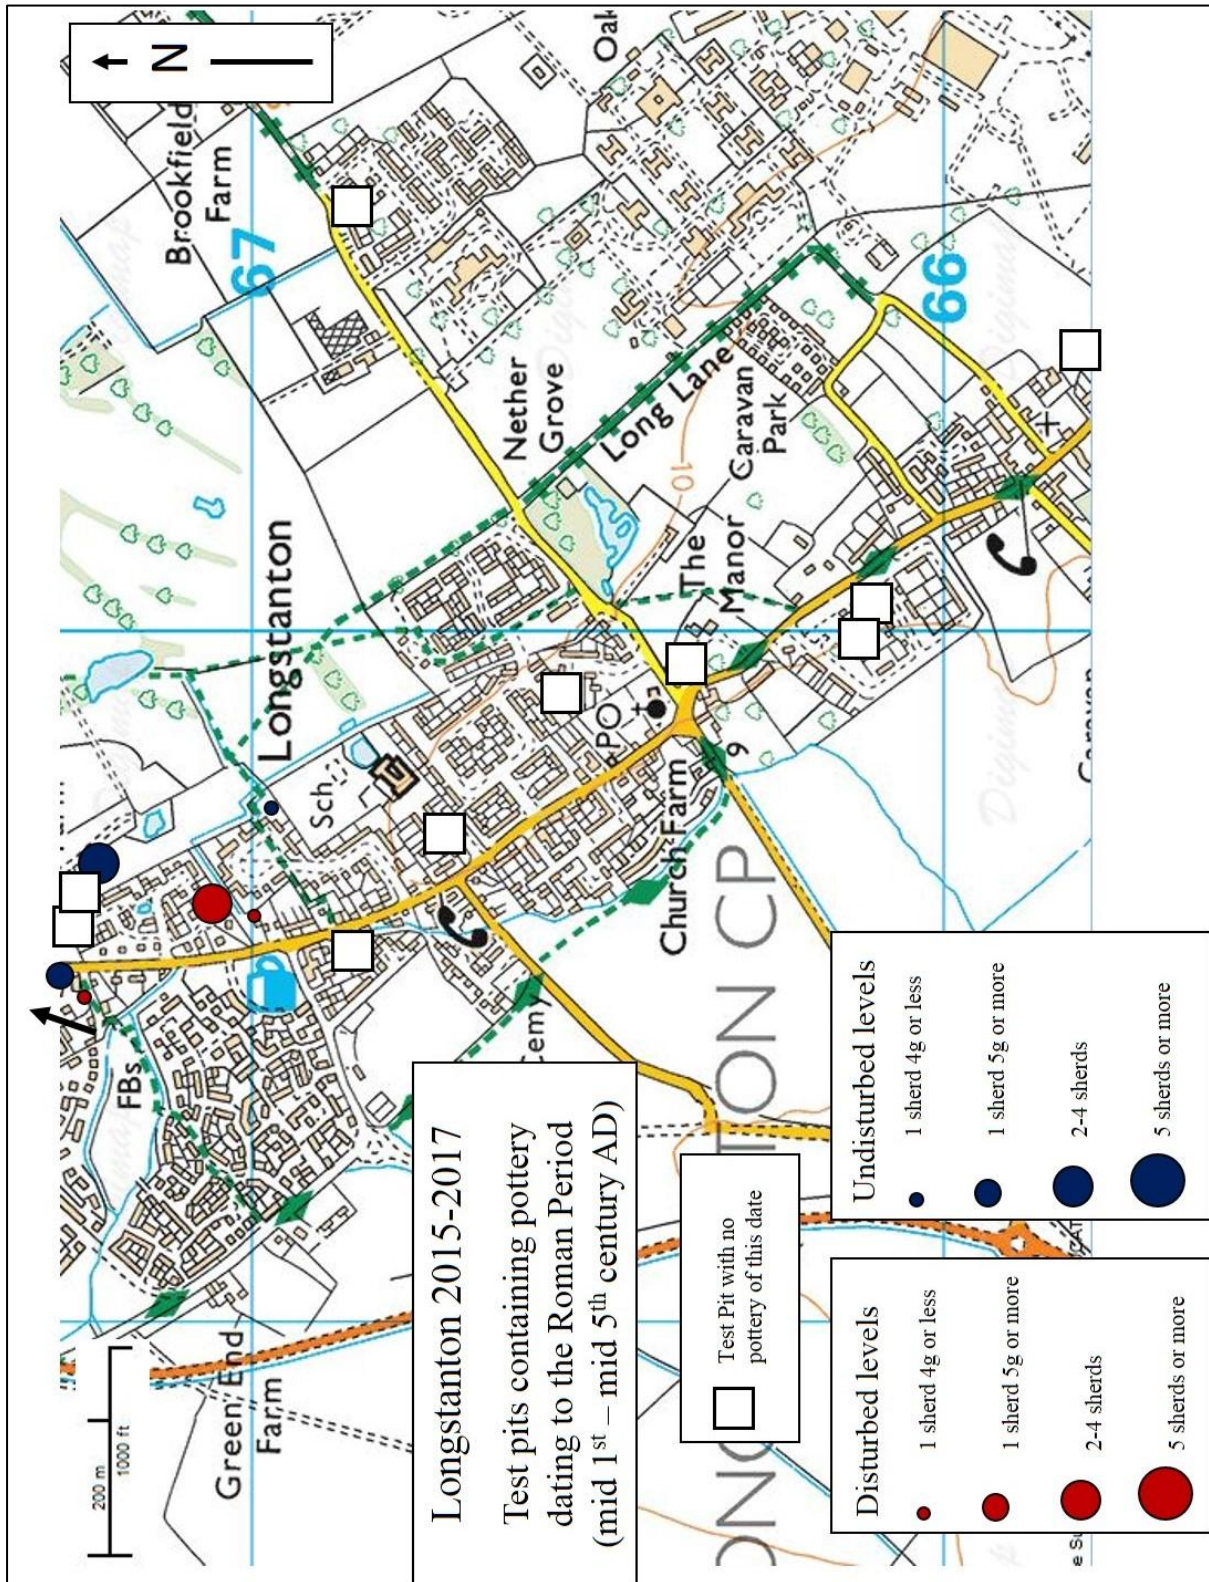 N
Brookfield
Farm
67
Oak
Nether
Grove
Long Lane
Caravan
Park
66
10
The
Manor
Longstanton
Sch
PO
9
Church Farm
FBs
Cemy
Green End
Farm
200 m
1000 ft
Longstanton 2015-2017
Test pits containing pottery
dating to the Roman Period
(mid 1st – mid 5th century AD)
Test Pit with no
pottery of this date
Disturbed levels
1 sherd 4g or less
1 sherd 5g or more
2-4 sherds
5 sherds or more
Undisturbed levels
1 sherd 4g or less
1 sherd 5g or more
2-4 sherds
5 sherds or more
TON CP
Digimap